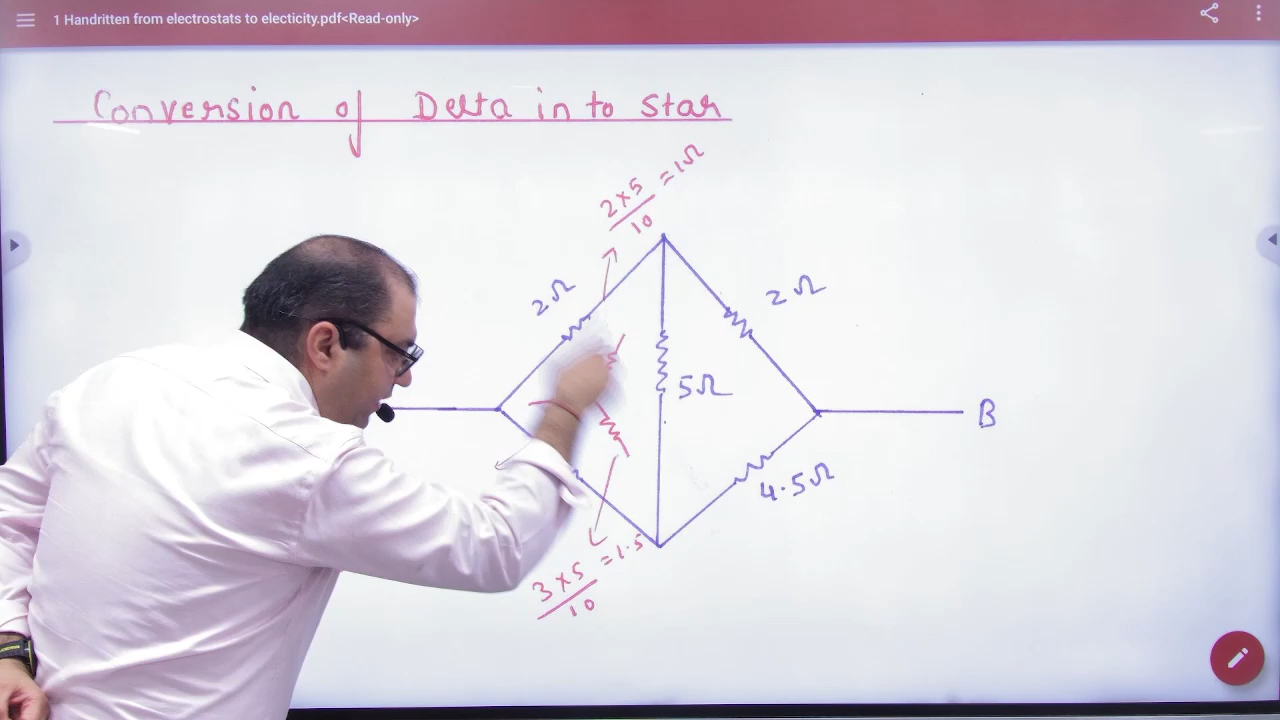 1 Handritten from electrostats to electicity.pdf<Read-only>
Conversion of Delta in to Star
2×5/10 = 1Ω
2Ω
2Ω
5Ω
B
4.5Ω
3×5/10 = 1.5